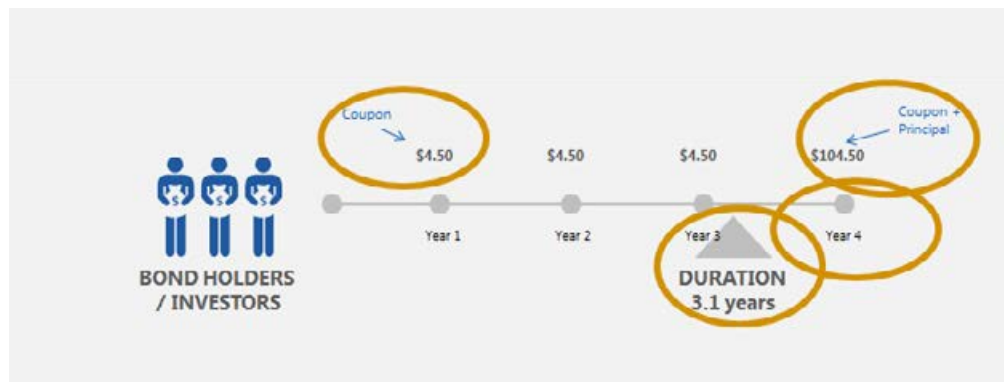 Coupon
Coupon +
Principal
$4.50
$4.50
$4.50
$104.50
Year 1
Year 2
Year 3
Year 4
BOND HOLDERS
/ INVESTORS
DURATION
3.1 years